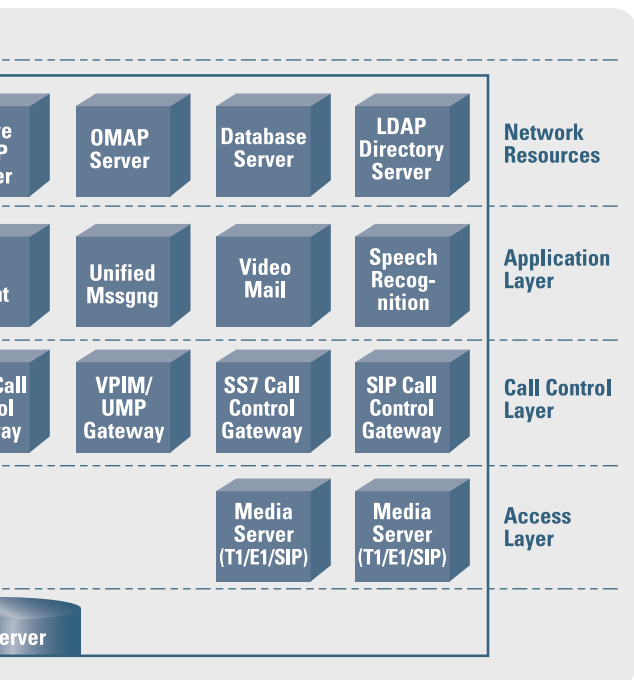 OMAP
Server
Database
Server
LDAP
Directory
Server
Network
Resources
Unified
Mssgng
Video
Mail
Speech
Recog-
nition
Application
Layer
VPIM/
UMP
Gateway
SS7 Call
Control
Gateway
SIP Call
Control
Gateway
Call Control
Layer
Media
Server
(T1/E1/SIP)
Media
Server
(T1/E1/SIP)
Access
Layer